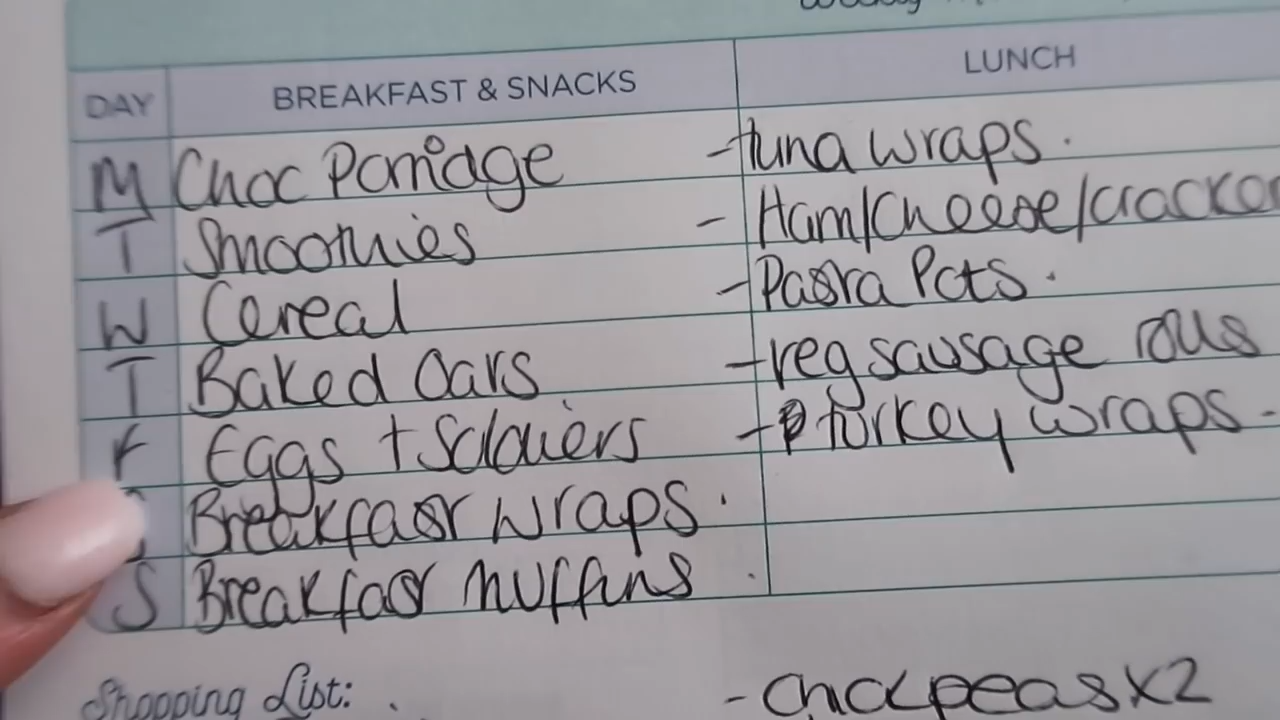 DAY BREAKFAST & SNACKS LUNCH
M Choc Porridge -tuna wraps.
T Smoothies - Ham/cheese/cracker
W Cereal -Pasta Pots.
T Baked Oats -veg sausage rolls
F Eggs + Soldiers - turkey wraps -
Breakfast wraps.
S Breakfast muffins.
Shopping List: - chickpeas x2